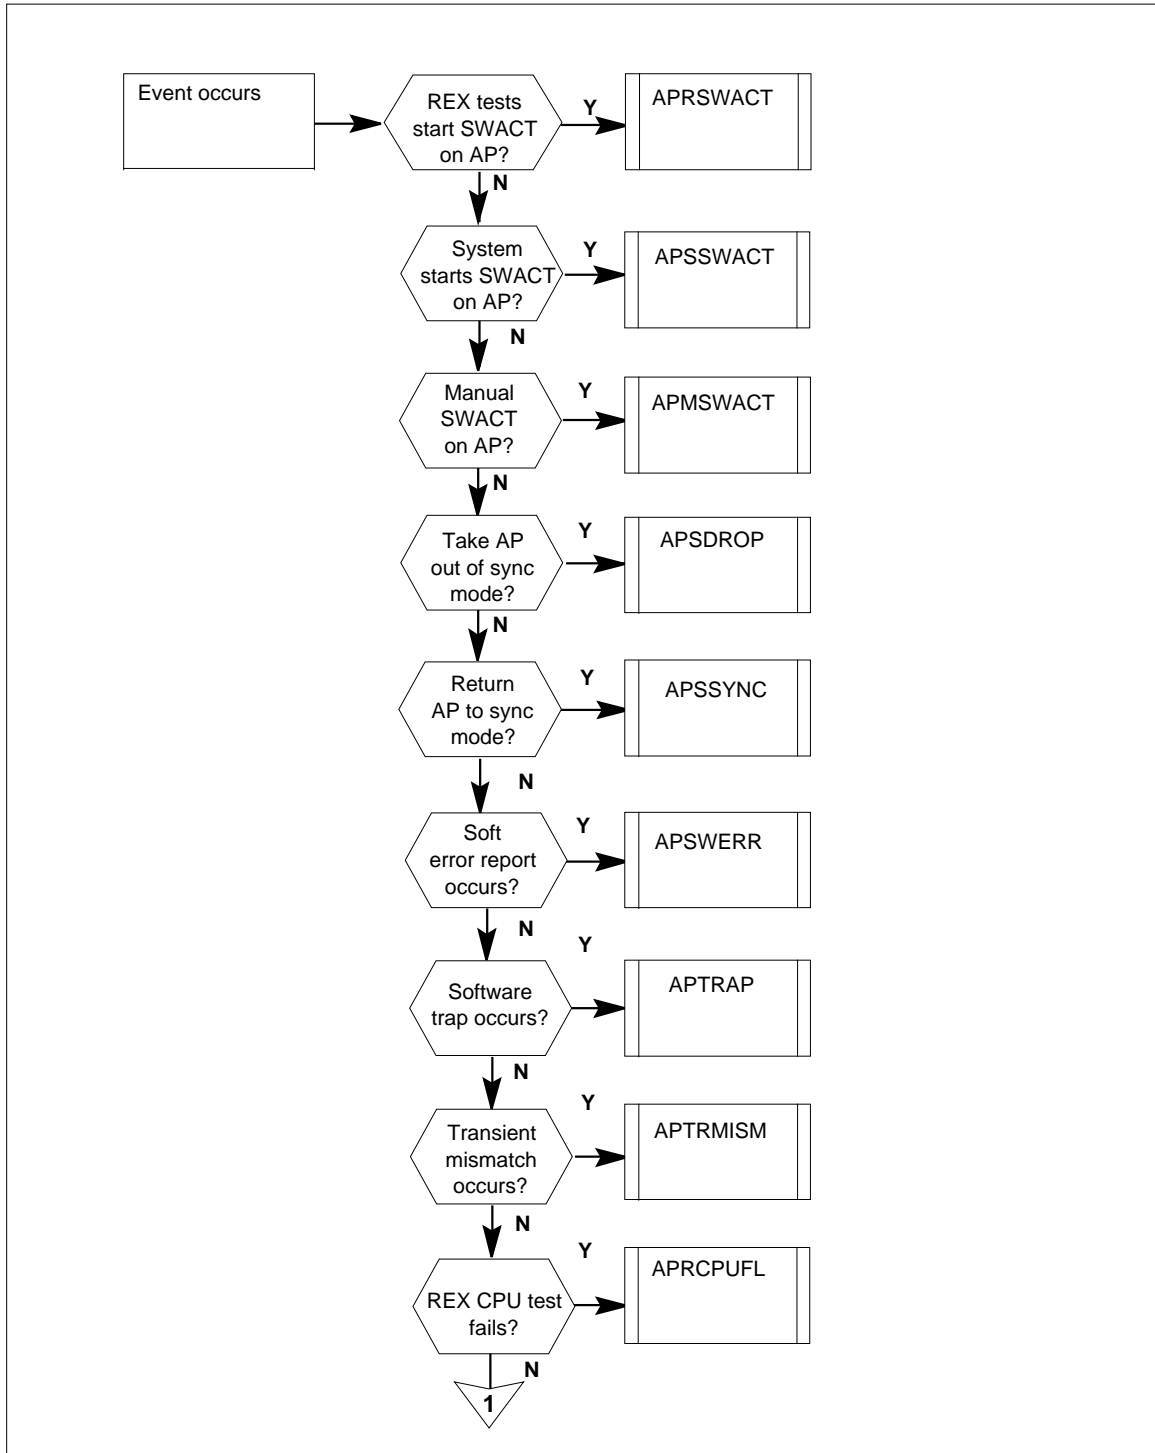 Event occurs
REX tests
start SWACT
on AP?
Y
APRSWACT
N
System
starts SWACT
on AP?
Y
APSSWACT
N
Manual
SWACT
on AP?
Y
APMSWACT
N
Take AP
out of sync
mode?
Y
APSDROP
N
Return
AP to sync
mode?
Y
APSSYNC
N
Soft
error report
occurs?
Y
APSWERR
N
Software
trap occurs?
Y
APTRAP
N
Transient
mismatch
occurs?
Y
APTRMISM
N
REX CPU test
fails?
Y
APRCPUFL
N
1